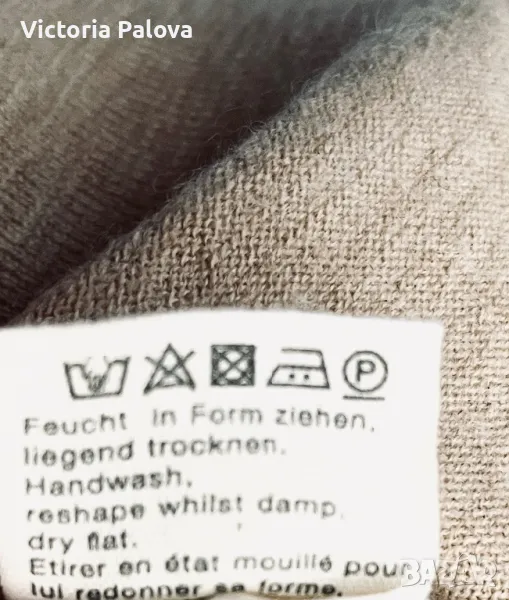 Victoria Palova
P
Feucht in Form ziehen,
liegend trocknen.
Handwash,
reshape whilst damp,
dry flat.
Etirer en état mouillé pour
lui redonner sa forme.
BAZAR